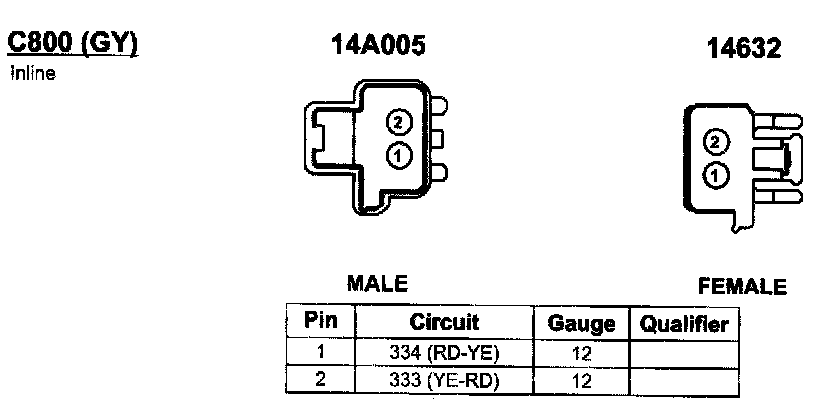 C800 (GY)
Inline
14A005
14632
2
1
2
1
MALE
FEMALE
Pin Circuit Gauge Qualifier
1 334 (RD-YE) 12
2 333 (YE-RD) 12